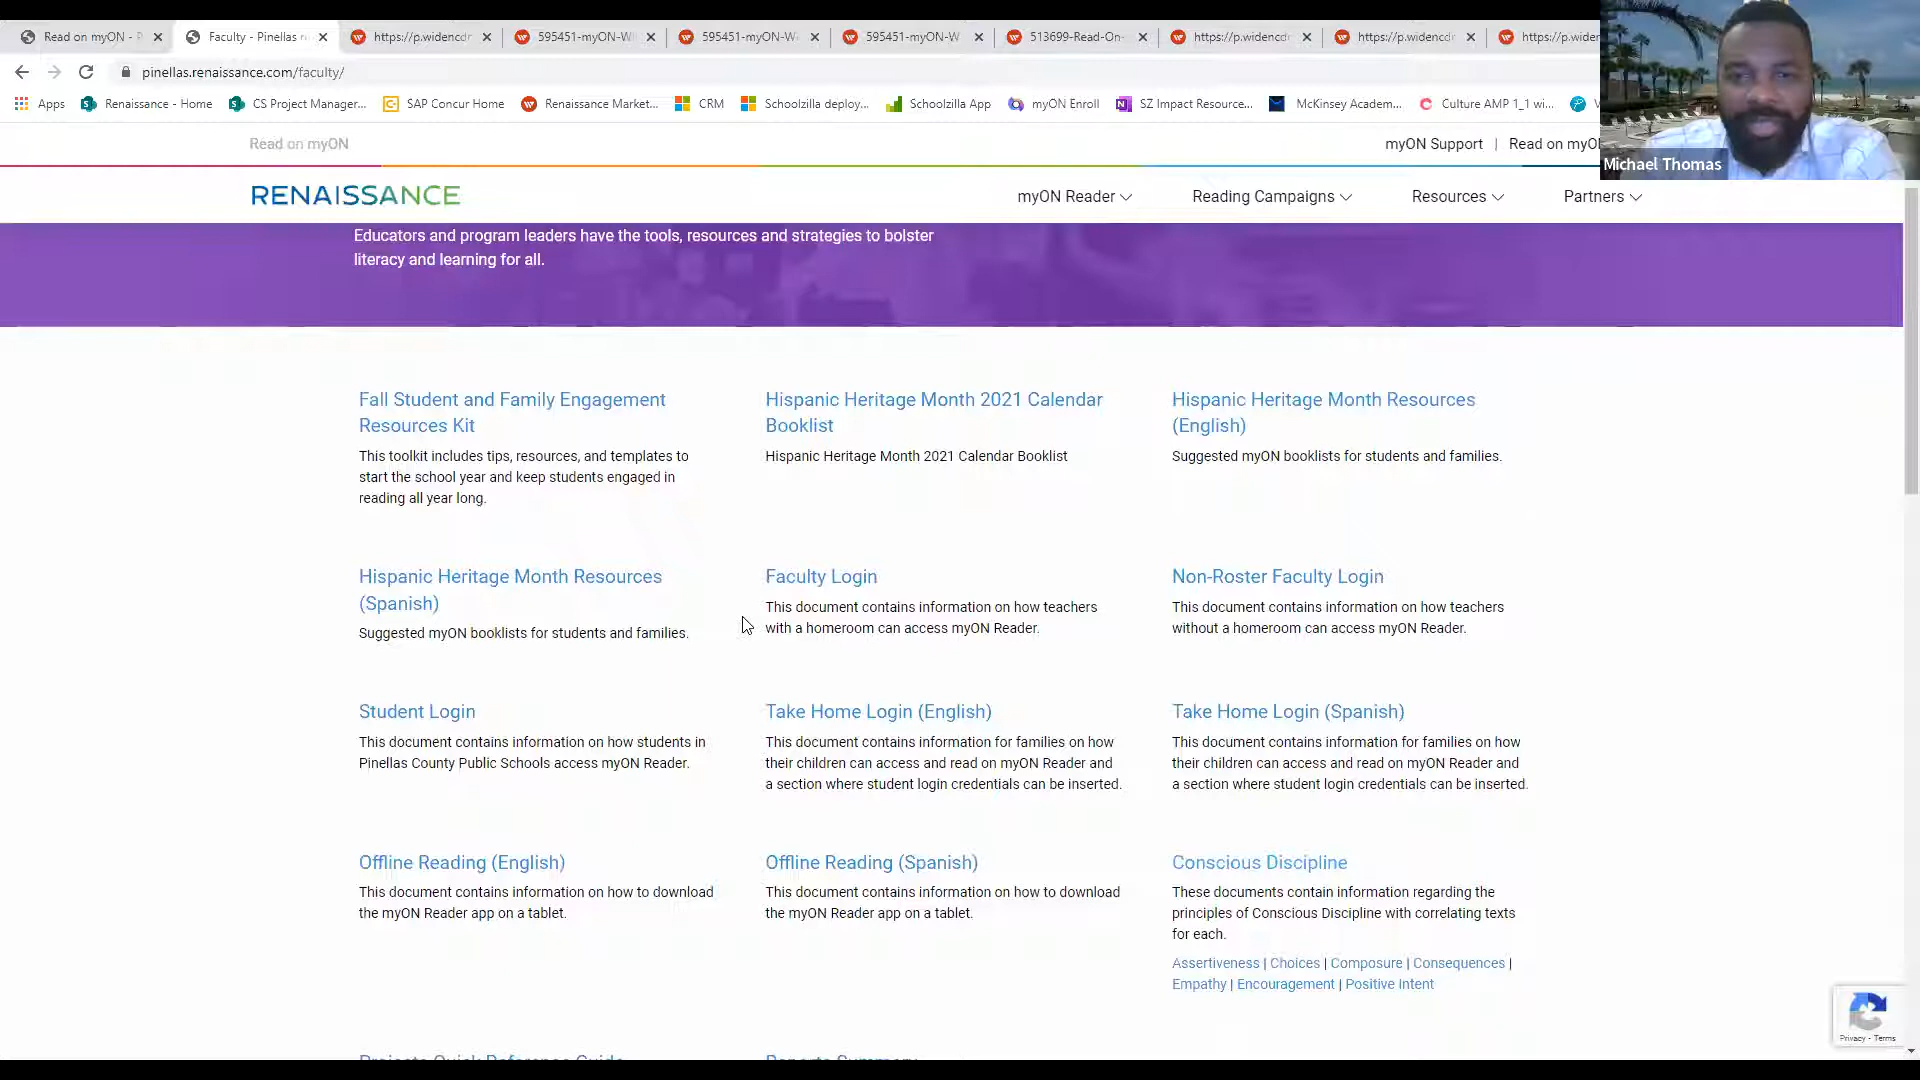 Read on myON - P
Faculty - Pinellas r
https://p.widencdn
595451-myON-W
595451-myON-W
595451-myON-W
513699-Read-On-
https://p.widencdn
https://p.widencdn
https://p.widen
pinellas.renaissance.com/faculty/
Apps
Renaissance - Home
CS Project Manager...
SAP Concur Home
Renaissance Market...
CRM
Schoolzilla deploy...
Schoolzilla App
myON Enroll
SZ Impact Resource...
McKinsey Academ...
Culture AMP 1_1 wi...
Read on myON
myON Support | Read on myO
Michael Thomas
RENAISSANCE
myON Reader
Reading Campaigns
Resources
Partners
Educators and program leaders have the tools, resources and strategies to bolster
literacy and learning for all.
Fall Student and Family Engagement
Resources Kit
This toolkit includes tips, resources, and templates to
start the school year and keep students engaged in
reading all year long.
Hispanic Heritage Month 2021 Calendar
Booklist
Hispanic Heritage Month 2021 Calendar Booklist
Hispanic Heritage Month Resources
(English)
Suggested myON booklists for students and families.
Hispanic Heritage Month Resources
(Spanish)
Suggested myON booklists for students and families.
Faculty Login
This document contains information on how teachers
with a homeroom can access myON Reader.
Non-Roster Faculty Login
This document contains information on how teachers
without a homeroom can access myON Reader.
Student Login
This document contains information on how students in
Pinellas County Public Schools access myON Reader.
Take Home Login (English)
This document contains information for families on how
their children can access and read on myON Reader and
a section where student login credentials can be inserted.
Take Home Login (Spanish)
This document contains information for families on how
their children can access and read on myON Reader and
a section where student login credentials can be inserted.
Offline Reading (English)
This document contains information on how to download
the myON Reader app on a tablet.
Offline Reading (Spanish)
This document contains information on how to download
the myON Reader app on a tablet.
Conscious Discipline
These documents contain information regarding the
principles of Conscious Discipline with correlating texts
for each.
Assertiveness | Choices | Composure | Consequences |
Empathy | Encouragement | Positive Intent
Projects Quick Reference Guide
Reports Summary
Privacy - Terms